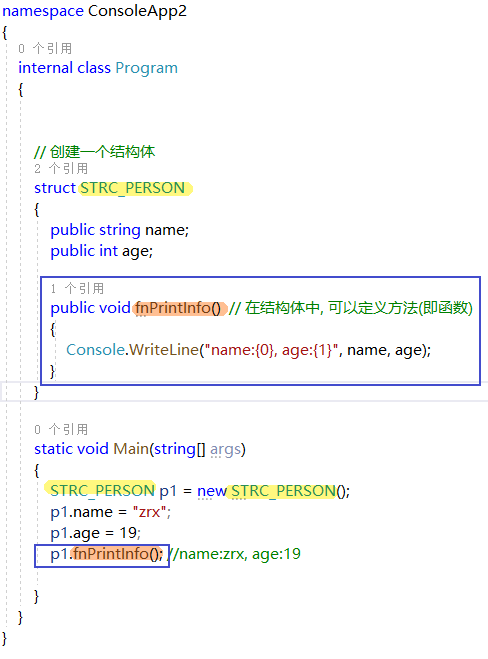 namespace ConsoleApp2
{
0 个引用
internal class Program
{
// 创建一个结构体
2 个引用
struct STRC_PERSON
{
public string name;
public int age;
1 个引用
public void fnPrintInfo() // 在结构体中, 可以定义方法(即函数)
{
Console.WriteLine("name:{0}, age:{1}", name, age);
}
}
0 个引用
static void Main(string[] args)
{
STRC_PERSON p1 = new STRC_PERSON();
p1.name = "zrx";
p1.age = 19;
p1.fnPrintInfo(); //name:zrx, age:19
}
}
}